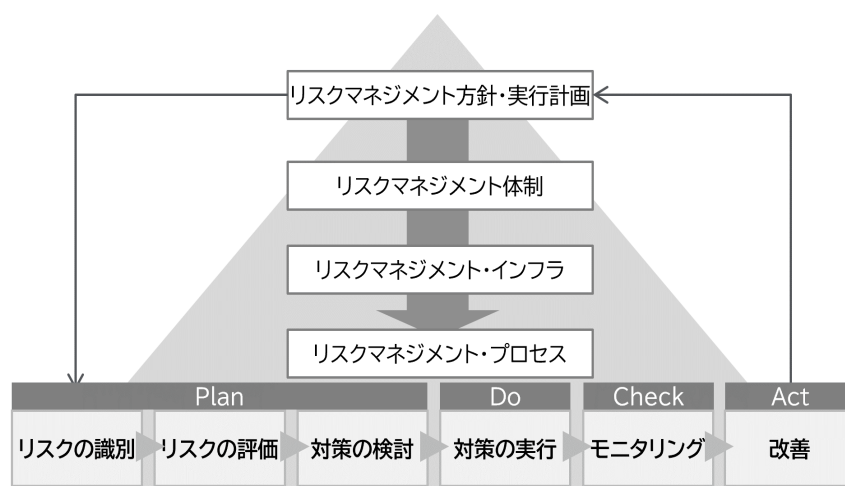 リスクマネジメント方針・実行計画
リスクマネジメント体制
リスクマネジメント・インフラ
リスクマネジメント・プロセス
Plan
Do
Check
Act
リスクの識別
リスクの評価
対策の検討
対策の実行
モニタリング
改善